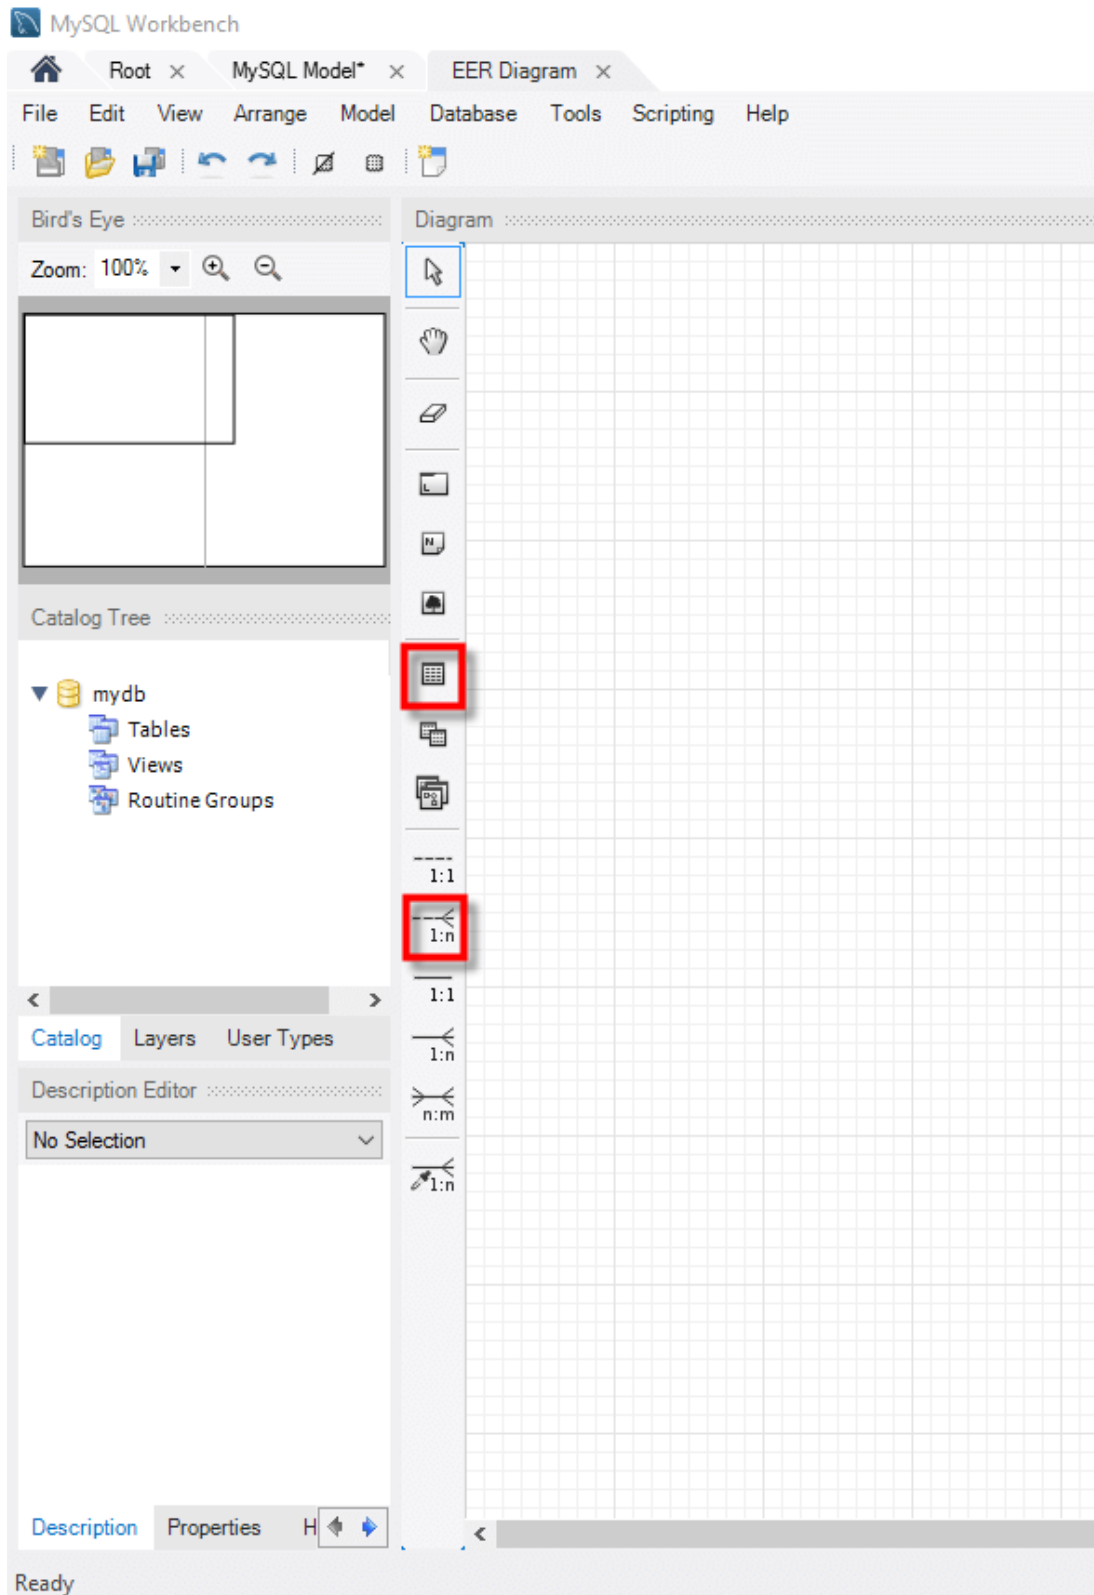 MySQL Workbench
Root
MySQL Model*
EER Diagram
File Edit View Arrange Model Database Tools Scripting Help
Bird's Eye
Zoom: 100%
Catalog Tree
mydb
Tables
Views
Routine Groups
Catalog Layers User Types
Description Editor
No Selection
Description Properties H
Ready
Diagram
L
N
1:1
1:n
1:1
1:n
n:m
1:n